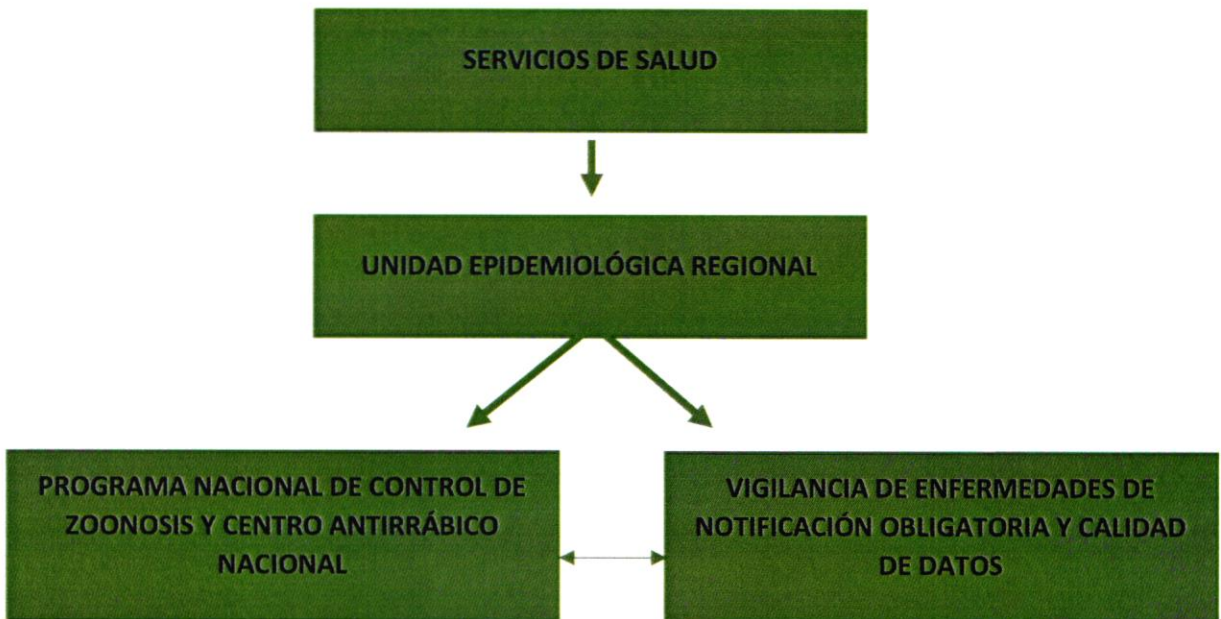 SERVICIOS DE SALUD
UNIDAD EPIDEMIOLÓGICA REGIONAL
PROGRAMA NACIONAL DE CONTROL DE
ZOONOSIS Y CENTRO ANTIRRÁBICO
NACIONAL
VIGILANCIA DE ENFERMEDADES DE
NOTIFICACIÓN OBLIGATORIA Y CALIDAD
DE DATOS